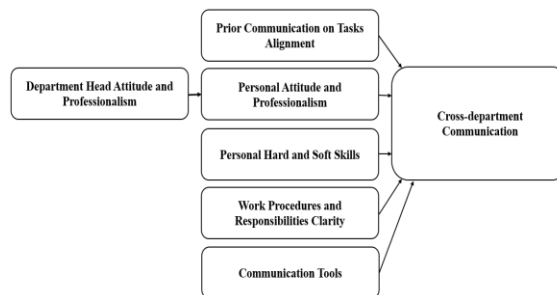 Prior Communication on Tasks
Alignment
Department Head Attitude and
Professionalism
Personal Attitude and
Professionalism
Cross-department
Communication
Personal Hard and Soft Skills
Work Procedures and
Responsibilities Clarity
Communication Tools